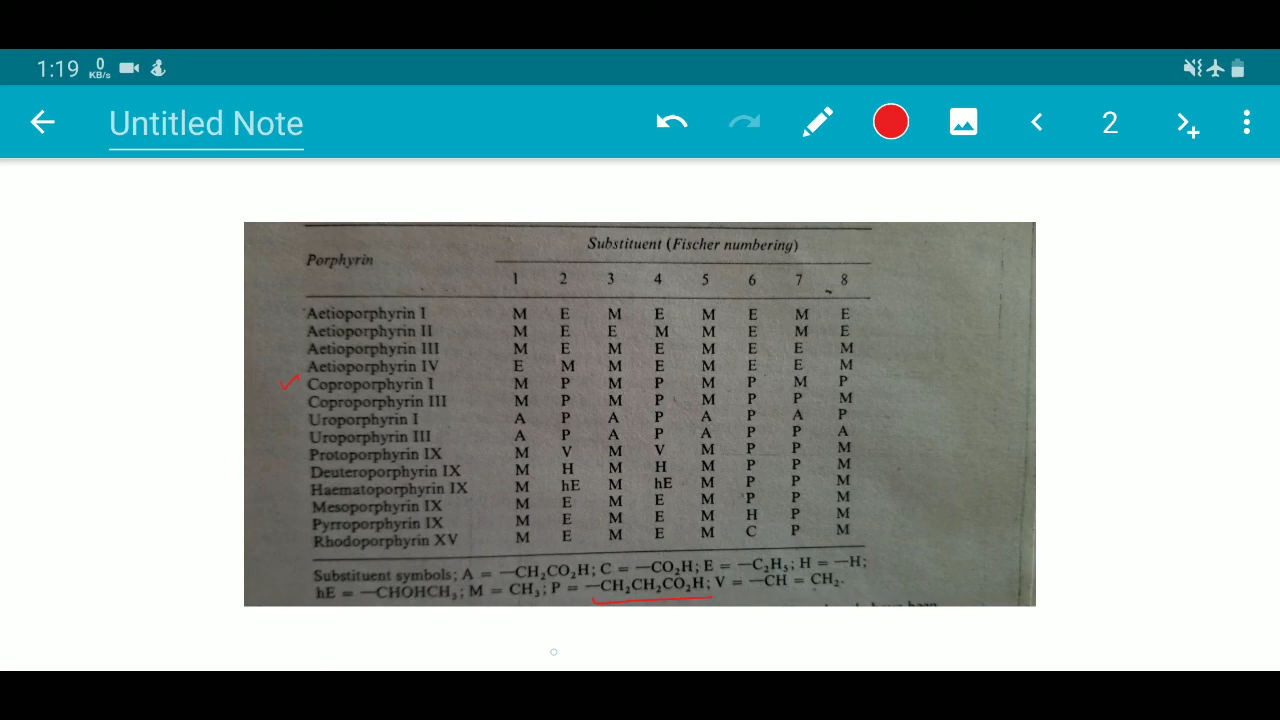 1:19 0 KB/s
Untitled Note 2
Substituent (Fischer numbering)
Porphyrin
1 2 3 4 5 6 7 8
Aetioporphyrin I M E M E M E M E
Aetioporphyrin II M E E M M E M E
Aetioporphyrin III M E M E M E E M
Aetioporphyrin IV E M M E M E E M
Coproporphyrin I M P M P M P M P
Coproporphyrin III M P M P M P P M
Uroporphyrin I A P A P A P A P
Uroporphyrin III A P A P A P P A
Protoporphyrin IX M V M V M P P M
Deuteroporphyrin IX M H M H M P P M
Haematoporphyrin IX M hE M hE M P P M
Mesoporphyrin IX M E M E M P P M
Pyrroporphyrin IX M E M E M H P M
Rhodoporphyrin XV M E M E M C P M
Substituent symbols; A = —CH₂CO₂H; C = —CO₂H; E = —C₂H₅; H = —H;
hE = —CHOHCH₃; M = CH₃; P = —CH₂CH₂CO₂H; V = —CH = CH₂.